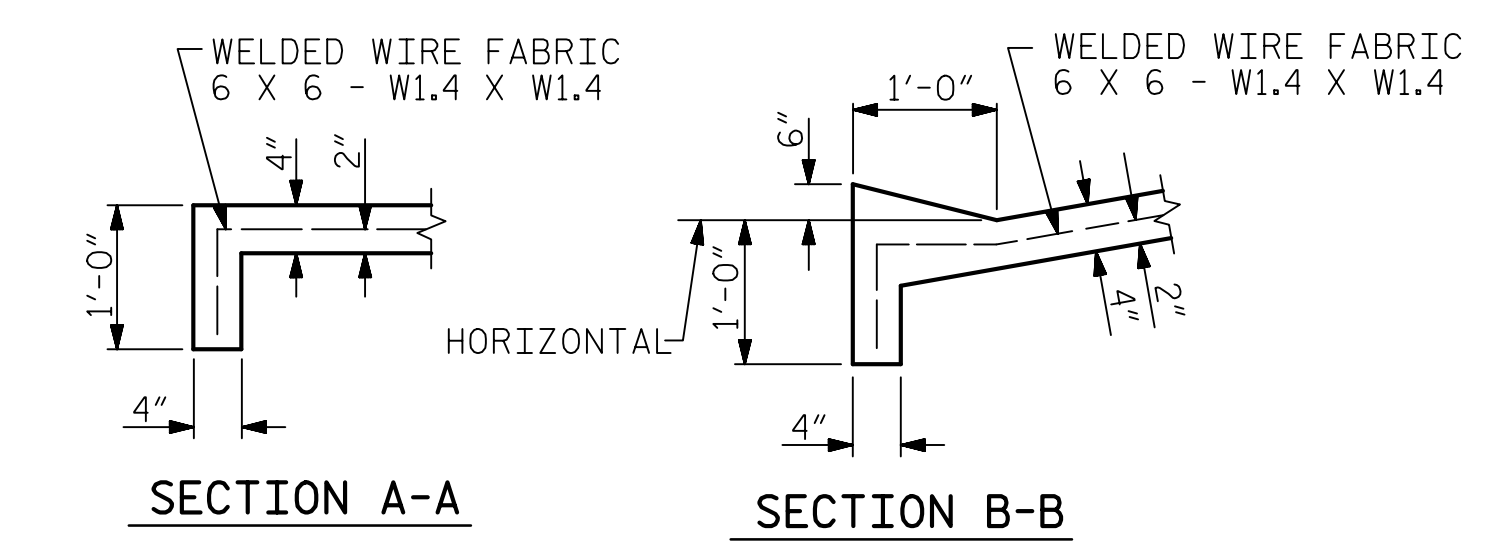 WELDED WIRE FABRIC
6 X 6 - W1.4 X W1.4
4"
2"
1'-0"
4"
SECTION A-A
WELDED WIRE FABRIC
6 X 6 - W1.4 X W1.4
1'-0"
6"
1'-0"
HORIZONTAL
4"
2"
4"
SECTION B-B